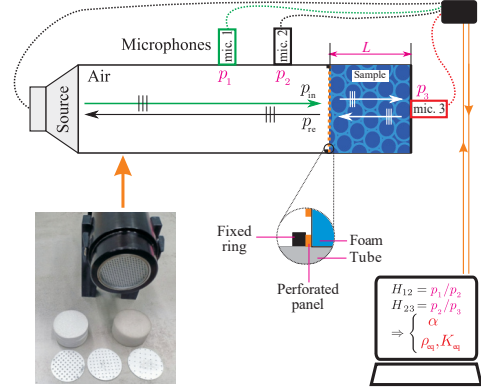 Microphones
mic. 1
mic. 2
p1
p2
L
Sample
Air
Source
pin
pre
p3
mic. 3
Fixed
ring
Foam
Tube
Perforated
panel
H12 = p1/p2
H23 = p2/p3
⇒ { α
ρeq, Keq